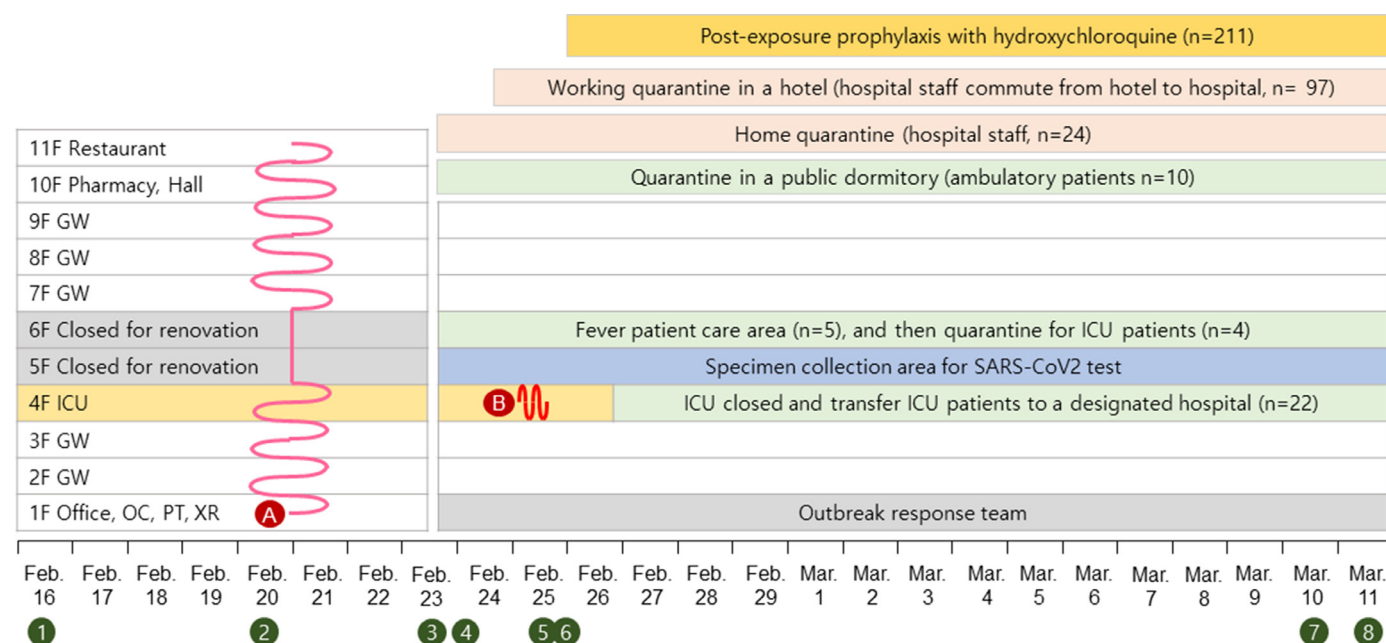 Post-exposure prophylaxis with hydroxychloroquine (n=211)
Working quarantine in a hotel (hospital staff commute from hotel to hospital, n= 97)
Home quarantine (hospital staff, n=24)
11F Restaurant
10F Pharmacy, Hall
Quarantine in a public dormitory (ambulatory patients n=10)
9F GW
8F GW
7F GW
6F Closed for renovation
Fever patient care area (n=5), and then quarantine for ICU patients (n=4)
5F Closed for renovation
Specimen collection area for SARS-CoV2 test
4F ICU
B
ICU closed and transfer ICU patients to a designated hospital (n=22)
3F GW
2F GW
1F Office, OC, PT, XR
A
Outbreak response team
Feb. 16
Feb. 17
Feb. 18
Feb. 19
Feb. 20
Feb. 21
Feb. 22
Feb. 23
Feb. 24
Feb. 25
Feb. 26
Feb. 27
Feb. 28
Feb. 29
Mar. 1
Mar. 2
Mar. 3
Mar. 4
Mar. 5
Mar. 6
Mar. 7
Mar. 8
Mar. 9
Mar. 10
Mar. 11
1 2 3 4 5 6 7 8